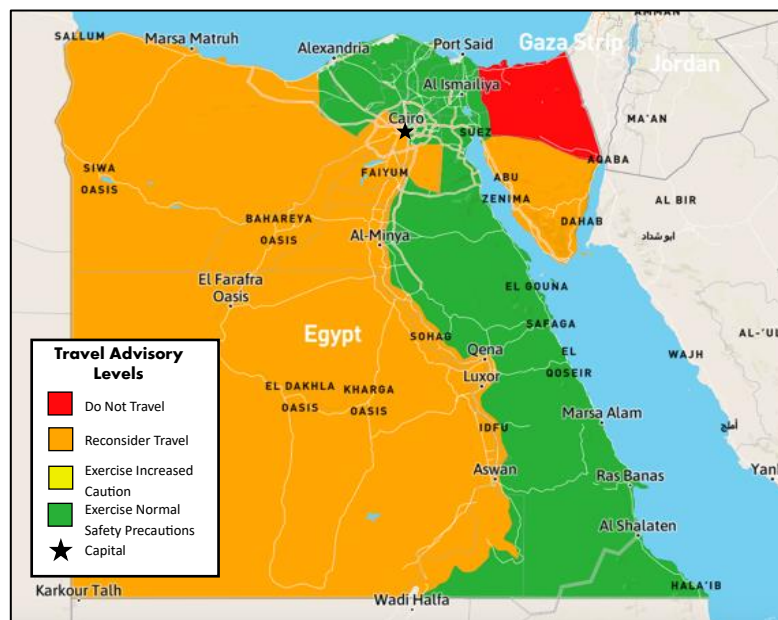 AMMAN
SALLUM
Marsa Matruh
Alexandria
Port Said
Gaza Strip
Jordan
Al Ismailiya
Cairo
SUEZ
MA'AN
SIWA
OASIS
FAIYUM
ABU
ZENIMA
AQABA
BAHAREYA
OASIS
Al-Minya
DAHAB
AL BIR
ابو شداد
El Farafra
Oasis
EL GOUNA
Egypt
SOHAG
SAFAGA
Qena
EL
QOSEIR
WAJH
AL-'UL
Luxor
EL DAKHLA
OASIS
KHARGA
OASIS
IDFU
Marsa Alam
أملج
Aswan
Ras Banas
Yanb
Al Shalaten
HALA'IB
Karkour Talh
Wadi Halfa
Travel Advisory
Levels
Do Not Travel
Reconsider Travel
Exercise Increased
Caution
Exercise Normal
Safety Precautions
Capital